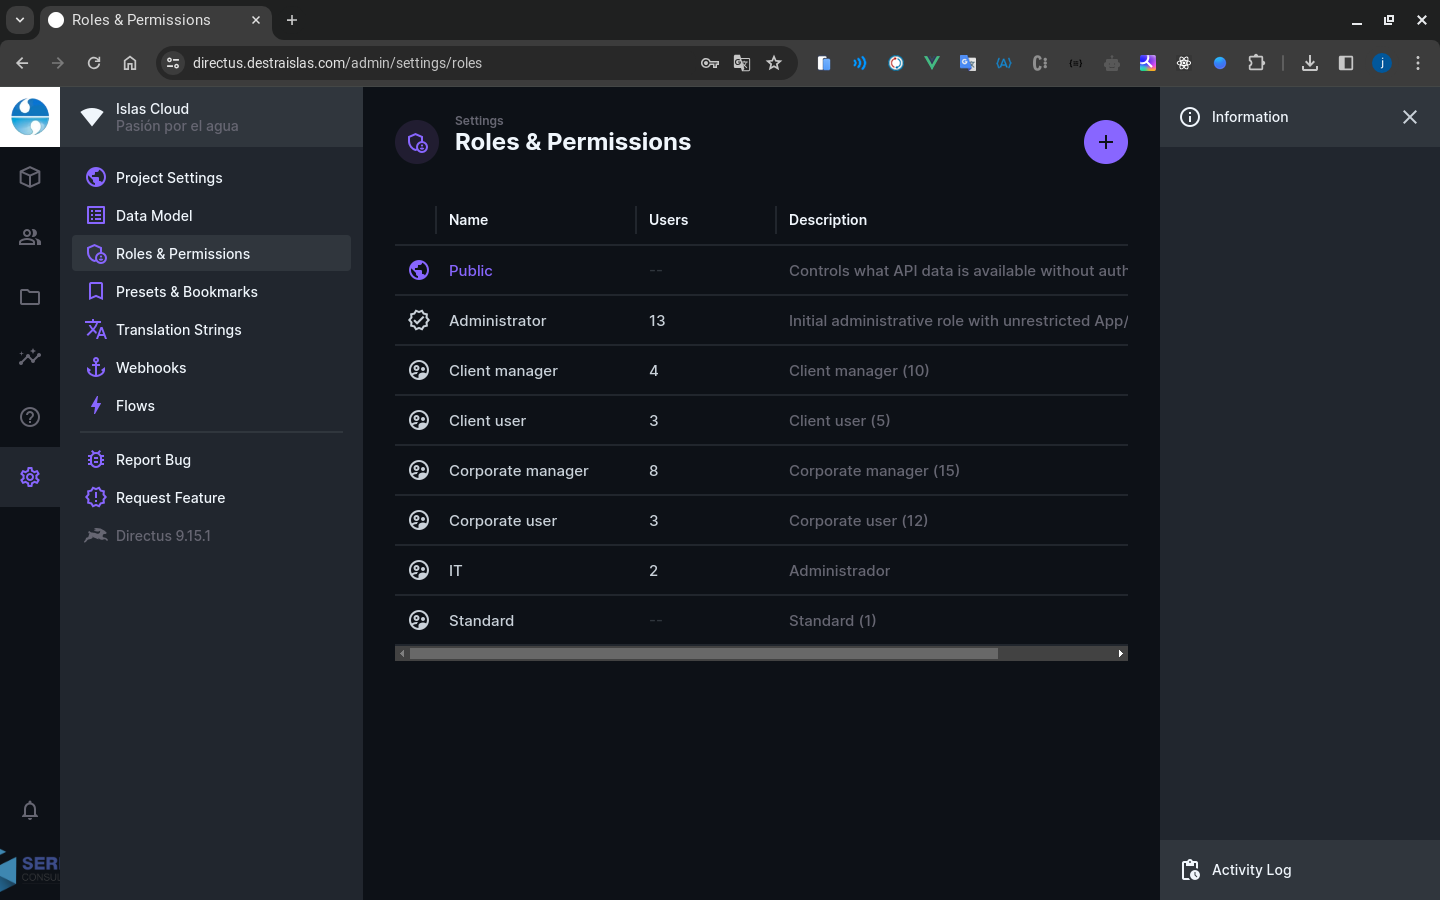 Roles & Permissions
directus.destraislas.com/admin/settings/roles
Islas Cloud
Pasión por el agua
Project Settings
Data Model
Roles & Permissions
Presets & Bookmarks
Translation Strings
Webhooks
Flows
Report Bug
Request Feature
Directus 9.15.1
Settings
Roles & Permissions
Name Users Description
Public -- Controls what API data is available without auth
Administrator 13 Initial administrative role with unrestricted App/
Client manager 4 Client manager (10)
Client user 3 Client user (5)
Corporate manager 8 Corporate manager (15)
Corporate user 3 Corporate user (12)
IT 2 Administrador
Standard -- Standard (1)
Information
Activity Log